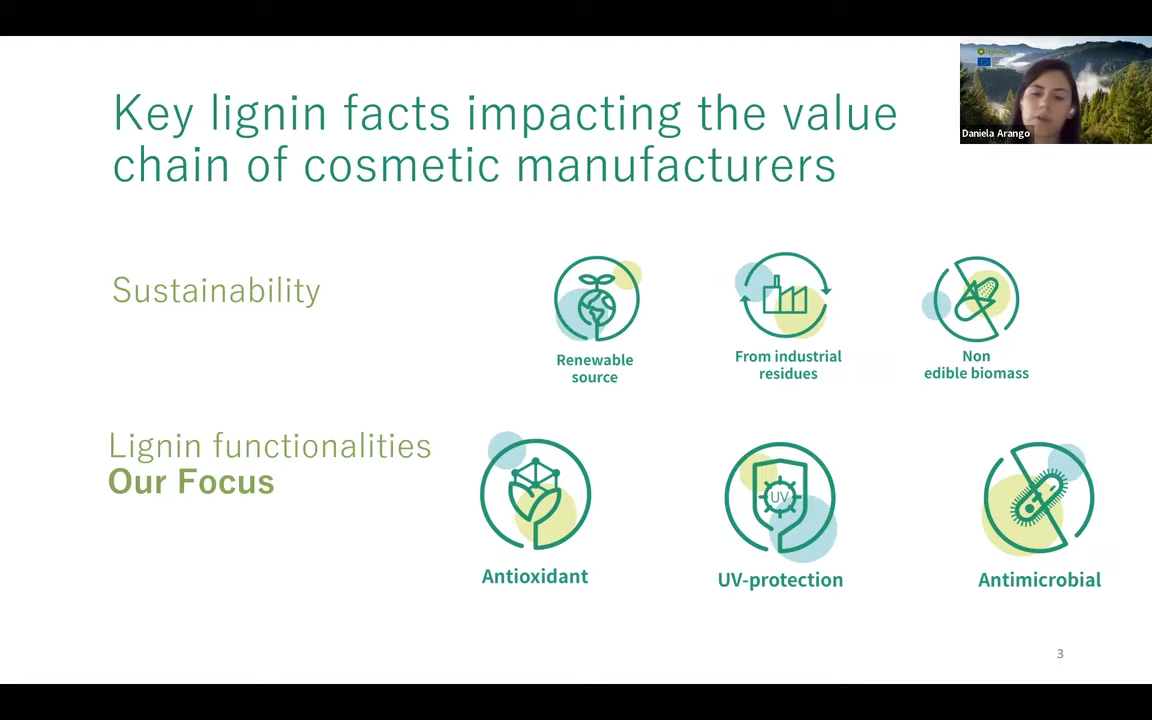 Key lignin facts impacting the value
chain of cosmetic manufacturers
Daniela Arango
Sustainability
Renewable
source
From industrial
residues
Non
edible biomass
Lignin functionalities
Our Focus
UV
Antioxidant
UV-protection
Antimicrobial
3